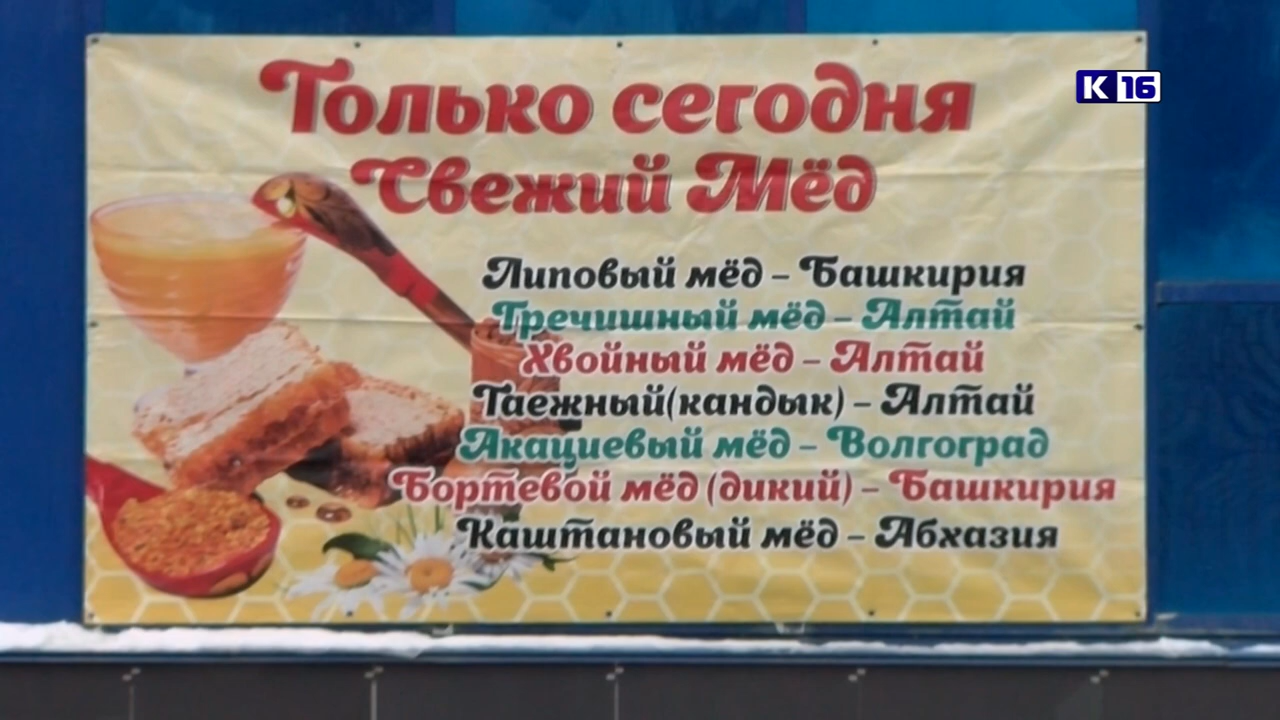 К 16
Только сегодня
Свежий Мёд
Липовый мёд – Башкирия
Гречишный мёд – Алтай
Хвойный мёд – Алтай
Таежный(кандык) – Алтай
Акациевый мёд – Волгоград
Бортевой мёд (дикий) – Башкирия
Каштановый мёд – Абхазия